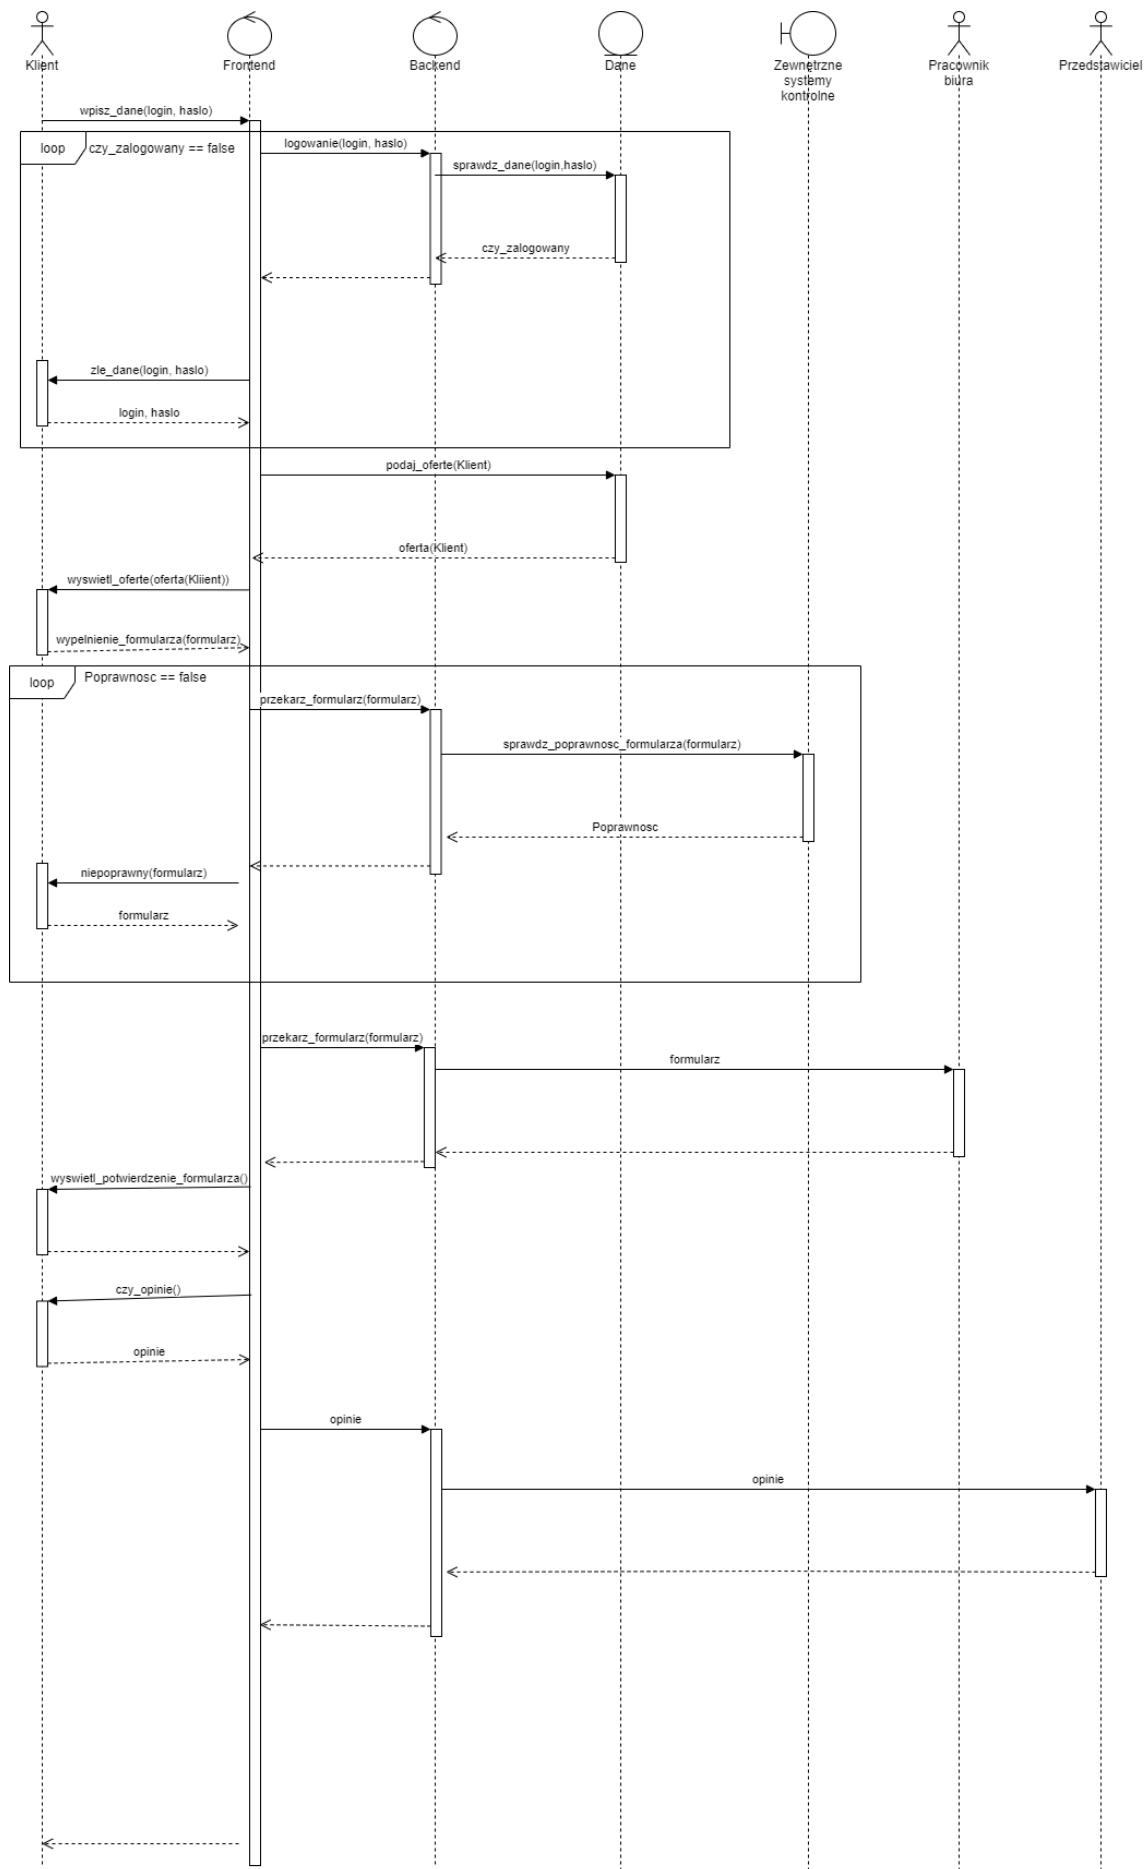 Klient
Frontend
Backend
Dane
Zewnętrzne
systemy
kontrolne
Pracownik
biura
Przedstawiciel
wpisz_dane(login, haslo)
loop
czy_zalogowany == false
logowanie(login, haslo)
sprawdz_dane(login,haslo)
czy_zalogowany
zle_dane(login, haslo)
login, haslo
podaj_oferte(Klient)
oferta(Klient)
wyswietl_oferte(oferta(Kliient))
wypelnienie_formularza(formularz)
loop
Poprawnosc == false
przekarz_formularz(formularz)
sprawdz_poprawnosc_formularza(formularz)
Poprawnosc
niepoprawny(formularz)
formularz
przekarz_formularz(formularz)
formularz
wyswietl_potwierdzenie_formularza()
czy_opinie()
opinie
opinie
opinie